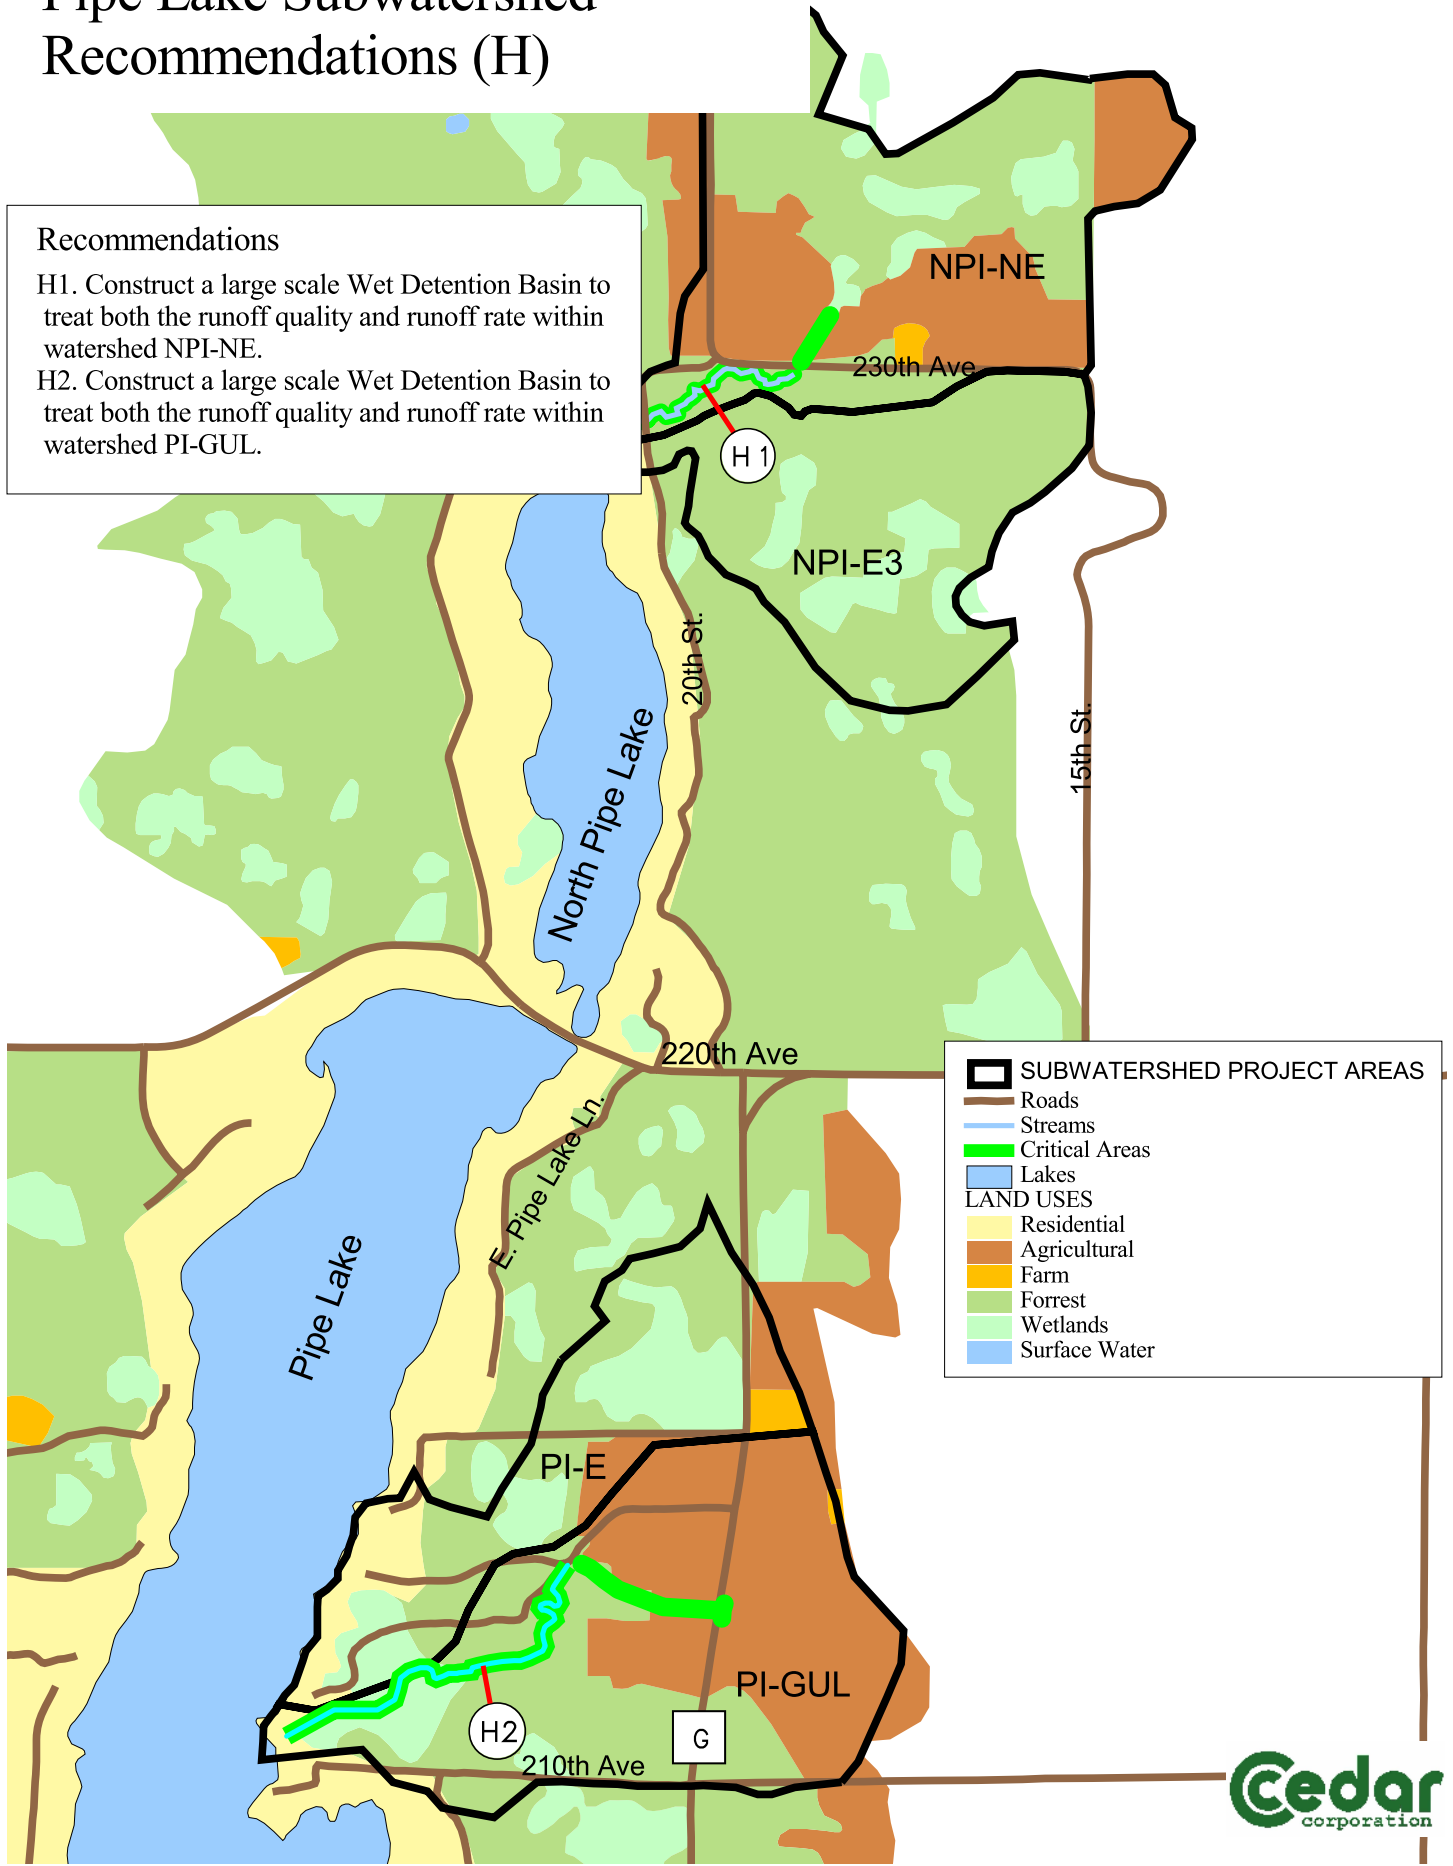 Pipe Lake Subwatershed
Recommendations (H)
Recommendations
H1. Construct a large scale Wet Detention Basin to
treat both the runoff quality and runoff rate within
watershed NPI-NE.
H2. Construct a large scale Wet Detention Basin to
treat both the runoff quality and runoff rate within
watershed PI-GUL.
NPI-NE
230th Ave
H 1
NPI-E3
20th St.
15th St.
North Pipe Lake
220th Ave
E. Pipe Lake Ln.
Pipe Lake
SUBWATERSHED PROJECT AREAS
Roads
Streams
Critical Areas
Lakes
LAND USES
Residential
Agricultural
Farm
Forrest
Wetlands
Surface Water
PI-E
PI-GUL
H2
G
210th Ave
Cedar
corporation